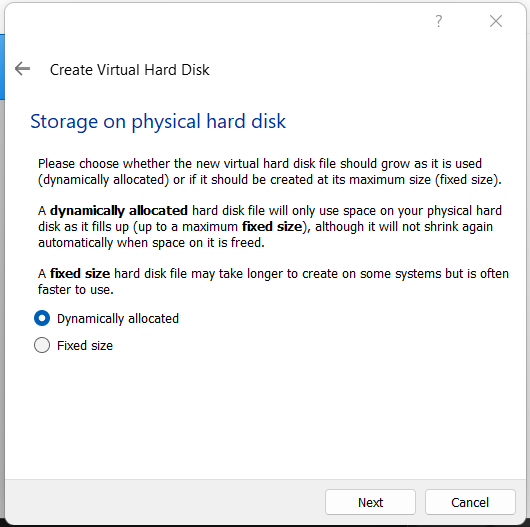 ?
Create Virtual Hard Disk
Storage on physical hard disk
Please choose whether the new virtual hard disk file should grow as it is used
(dynamically allocated) or if it should be created at its maximum size (fixed size).
A dynamically allocated hard disk file will only use space on your physical hard
disk as it fills up (up to a maximum fixed size), although it will not shrink again
automatically when space on it is freed.
A fixed size hard disk file may take longer to create on some systems but is often
faster to use.
Dynamically allocated
Fixed size
Next
Cancel